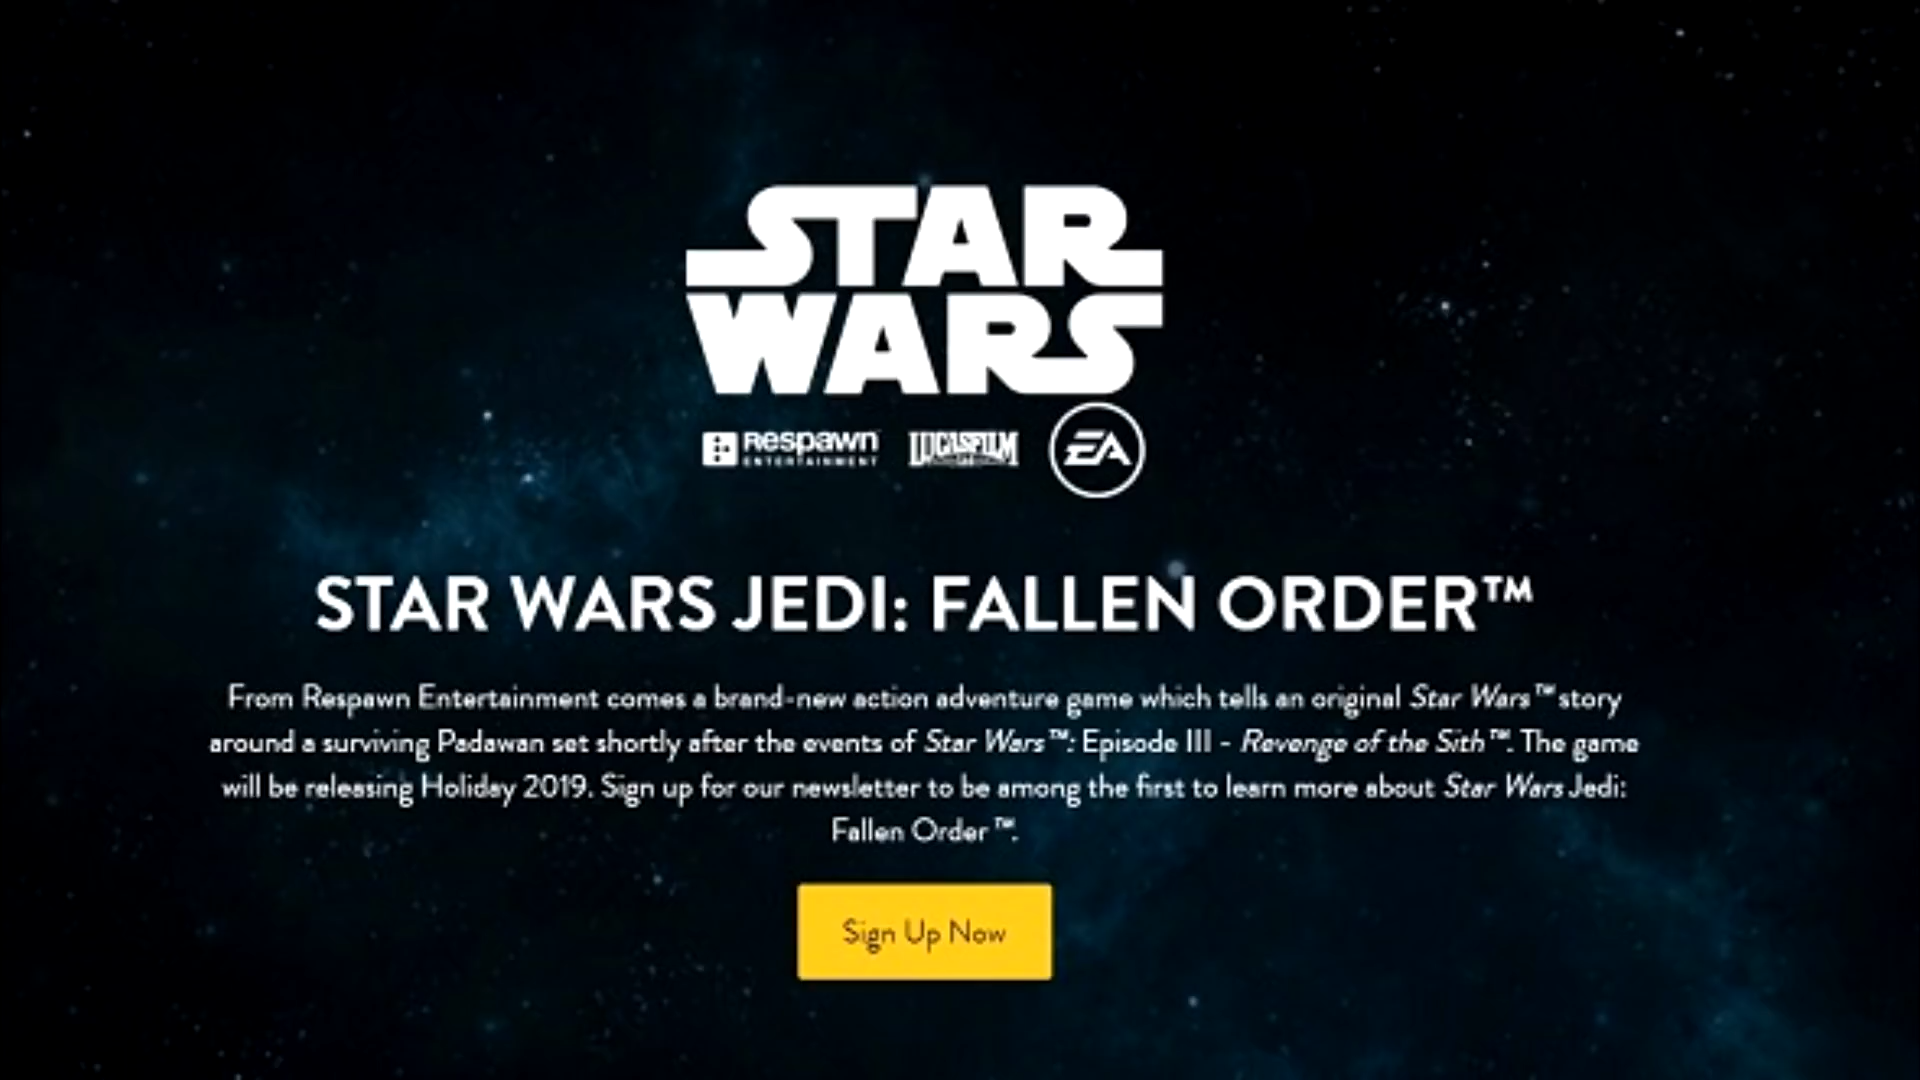 STAR
WARS
Respawn
ENTERTAINMENT
LUCASFILM
EA
STAR WARS JEDI: FALLEN ORDER™
From Respawn Entertainment comes a brand-new action adventure game which tells an original Star Wars™ story
around a surviving Padawan set shortly after the events of Star Wars™: Episode III - Revenge of the Sith™. The game
will be releasing Holiday 2019. Sign up for our newsletter to be among the first to learn more about Star Wars Jedi:
Fallen Order™.
Sign Up Now